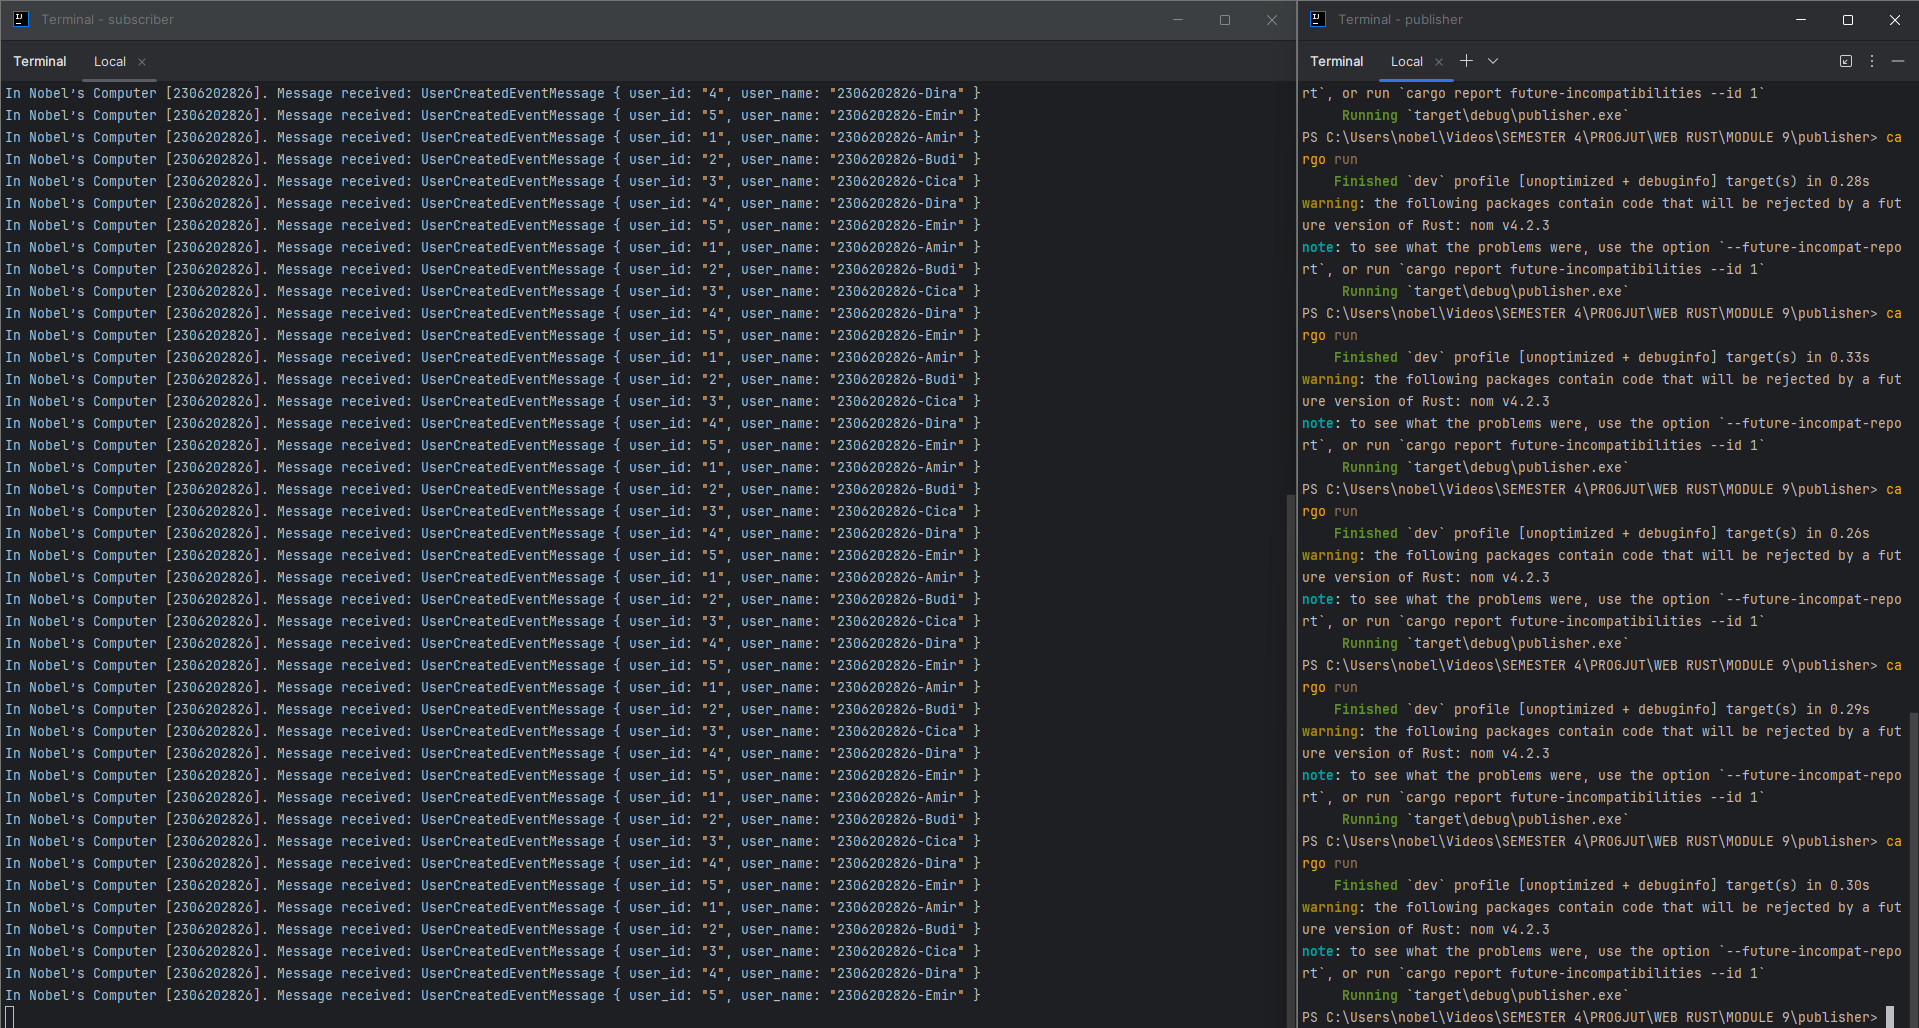 Terminal - subscriber
Terminal
Local
In Nobel's Computer [2306202826]. Message received: UserCreatedEventMessage { user_id: "4", user_name: "2306202826-Dira" }
In Nobel's Computer [2306202826]. Message received: UserCreatedEventMessage { user_id: "5", user_name: "2306202826-Emir" }
In Nobel's Computer [2306202826]. Message received: UserCreatedEventMessage { user_id: "1", user_name: "2306202826-Amir" }
In Nobel's Computer [2306202826]. Message received: UserCreatedEventMessage { user_id: "2", user_name: "2306202826-Budi" }
In Nobel's Computer [2306202826]. Message received: UserCreatedEventMessage { user_id: "3", user_name: "2306202826-Cica" }
In Nobel's Computer [2306202826]. Message received: UserCreatedEventMessage { user_id: "4", user_name: "2306202826-Dira" }
In Nobel's Computer [2306202826]. Message received: UserCreatedEventMessage { user_id: "5", user_name: "2306202826-Emir" }
In Nobel's Computer [2306202826]. Message received: UserCreatedEventMessage { user_id: "1", user_name: "2306202826-Amir" }
In Nobel's Computer [2306202826]. Message received: UserCreatedEventMessage { user_id: "2", user_name: "2306202826-Budi" }
In Nobel's Computer [2306202826]. Message received: UserCreatedEventMessage { user_id: "3", user_name: "2306202826-Cica" }
In Nobel's Computer [2306202826]. Message received: UserCreatedEventMessage { user_id: "4", user_name: "2306202826-Dira" }
In Nobel's Computer [2306202826]. Message received: UserCreatedEventMessage { user_id: "5", user_name: "2306202826-Emir" }
In Nobel's Computer [2306202826]. Message received: UserCreatedEventMessage { user_id: "1", user_name: "2306202826-Amir" }
In Nobel's Computer [2306202826]. Message received: UserCreatedEventMessage { user_id: "2", user_name: "2306202826-Budi" }
In Nobel's Computer [2306202826]. Message received: UserCreatedEventMessage { user_id: "3", user_name: "2306202826-Cica" }
In Nobel's Computer [2306202826]. Message received: UserCreatedEventMessage { user_id: "4", user_name: "2306202826-Dira" }
In Nobel's Computer [2306202826]. Message received: UserCreatedEventMessage { user_id: "5", user_name: "2306202826-Emir" }
In Nobel's Computer [2306202826]. Message received: UserCreatedEventMessage { user_id: "1", user_name: "2306202826-Amir" }
In Nobel's Computer [2306202826]. Message received: UserCreatedEventMessage { user_id: "2", user_name: "2306202826-Budi" }
In Nobel's Computer [2306202826]. Message received: UserCreatedEventMessage { user_id: "3", user_name: "2306202826-Cica" }
In Nobel's Computer [2306202826]. Message received: UserCreatedEventMessage { user_id: "4", user_name: "2306202826-Dira" }
In Nobel's Computer [2306202826]. Message received: UserCreatedEventMessage { user_id: "5", user_name: "2306202826-Emir" }
In Nobel's Computer [2306202826]. Message received: UserCreatedEventMessage { user_id: "1", user_name: "2306202826-Amir" }
In Nobel's Computer [2306202826]. Message received: UserCreatedEventMessage { user_id: "2", user_name: "2306202826-Budi" }
In Nobel's Computer [2306202826]. Message received: UserCreatedEventMessage { user_id: "3", user_name: "2306202826-Cica" }
In Nobel's Computer [2306202826]. Message received: UserCreatedEventMessage { user_id: "4", user_name: "2306202826-Dira" }
In Nobel's Computer [2306202826]. Message received: UserCreatedEventMessage { user_id: "5", user_name: "2306202826-Emir" }
In Nobel's Computer [2306202826]. Message received: UserCreatedEventMessage { user_id: "1", user_name: "2306202826-Amir" }
In Nobel's Computer [2306202826]. Message received: UserCreatedEventMessage { user_id: "2", user_name: "2306202826-Budi" }
In Nobel's Computer [2306202826]. Message received: UserCreatedEventMessage { user_id: "3", user_name: "2306202826-Cica" }
In Nobel's Computer [2306202826]. Message received: UserCreatedEventMessage { user_id: "4", user_name: "2306202826-Dira" }
In Nobel's Computer [2306202826]. Message received: UserCreatedEventMessage { user_id: "5", user_name: "2306202826-Emir" }
In Nobel's Computer [2306202826]. Message received: UserCreatedEventMessage { user_id: "1", user_name: "2306202826-Amir" }
In Nobel's Computer [2306202826]. Message received: UserCreatedEventMessage { user_id: "2", user_name: "2306202826-Budi" }
In Nobel's Computer [2306202826]. Message received: UserCreatedEventMessage { user_id: "3", user_name: "2306202826-Cica" }
In Nobel's Computer [2306202826]. Message received: UserCreatedEventMessage { user_id: "4", user_name: "2306202826-Dira" }
In Nobel's Computer [2306202826]. Message received: UserCreatedEventMessage { user_id: "5", user_name: "2306202826-Emir" }
In Nobel's Computer [2306202826]. Message received: UserCreatedEventMessage { user_id: "1", user_name: "2306202826-Amir" }
In Nobel's Computer [2306202826]. Message received: UserCreatedEventMessage { user_id: "2", user_name: "2306202826-Budi" }
In Nobel's Computer [2306202826]. Message received: UserCreatedEventMessage { user_id: "3", user_name: "2306202826-Cica" }
In Nobel's Computer [2306202826]. Message received: UserCreatedEventMessage { user_id: "4", user_name: "2306202826-Dira" }
In Nobel's Computer [2306202826]. Message received: UserCreatedEventMessage { user_id: "5", user_name: "2306202826-Emir" }
Terminal - publisher
Terminal
Local
rt`, or run `cargo report future-incompatibilities --id 1`
Running `target\debug\publisher.exe`
PS C:\Users\nobel\Videos\SEMESTER 4\PROGJUT\WEB RUST\MODULE 9\publisher> ca
rgo run
Finished `dev` profile [unoptimized + debuginfo] target(s) in 0.28s
warning: the following packages contain code that will be rejected by a fut
ure version of Rust: nom v4.2.3
note: to see what the problems were, use the option `--future-incompat-repo
rt`, or run `cargo report future-incompatibilities --id 1`
Running `target\debug\publisher.exe`
PS C:\Users\nobel\Videos\SEMESTER 4\PROGJUT\WEB RUST\MODULE 9\publisher> ca
rgo run
Finished `dev` profile [unoptimized + debuginfo] target(s) in 0.33s
warning: the following packages contain code that will be rejected by a fut
ure version of Rust: nom v4.2.3
note: to see what the problems were, use the option `--future-incompat-repo
rt`, or run `cargo report future-incompatibilities --id 1`
Running `target\debug\publisher.exe`
PS C:\Users\nobel\Videos\SEMESTER 4\PROGJUT\WEB RUST\MODULE 9\publisher> ca
rgo run
Finished `dev` profile [unoptimized + debuginfo] target(s) in 0.26s
warning: the following packages contain code that will be rejected by a fut
ure version of Rust: nom v4.2.3
note: to see what the problems were, use the option `--future-incompat-repo
rt`, or run `cargo report future-incompatibilities --id 1`
Running `target\debug\publisher.exe`
PS C:\Users\nobel\Videos\SEMESTER 4\PROGJUT\WEB RUST\MODULE 9\publisher> ca
rgo run
Finished `dev` profile [unoptimized + debuginfo] target(s) in 0.29s
warning: the following packages contain code that will be rejected by a fut
ure version of Rust: nom v4.2.3
note: to see what the problems were, use the option `--future-incompat-repo
rt`, or run `cargo report future-incompatibilities --id 1`
Running `target\debug\publisher.exe`
PS C:\Users\nobel\Videos\SEMESTER 4\PROGJUT\WEB RUST\MODULE 9\publisher> ca
rgo run
Finished `dev` profile [unoptimized + debuginfo] target(s) in 0.30s
warning: the following packages contain code that will be rejected by a fut
ure version of Rust: nom v4.2.3
note: to see what the problems were, use the option `--future-incompat-repo
rt`, or run `cargo report future-incompatibilities --id 1`
Running `target\debug\publisher.exe`
PS C:\Users\nobel\Videos\SEMESTER 4\PROGJUT\WEB RUST\MODULE 9\publisher>